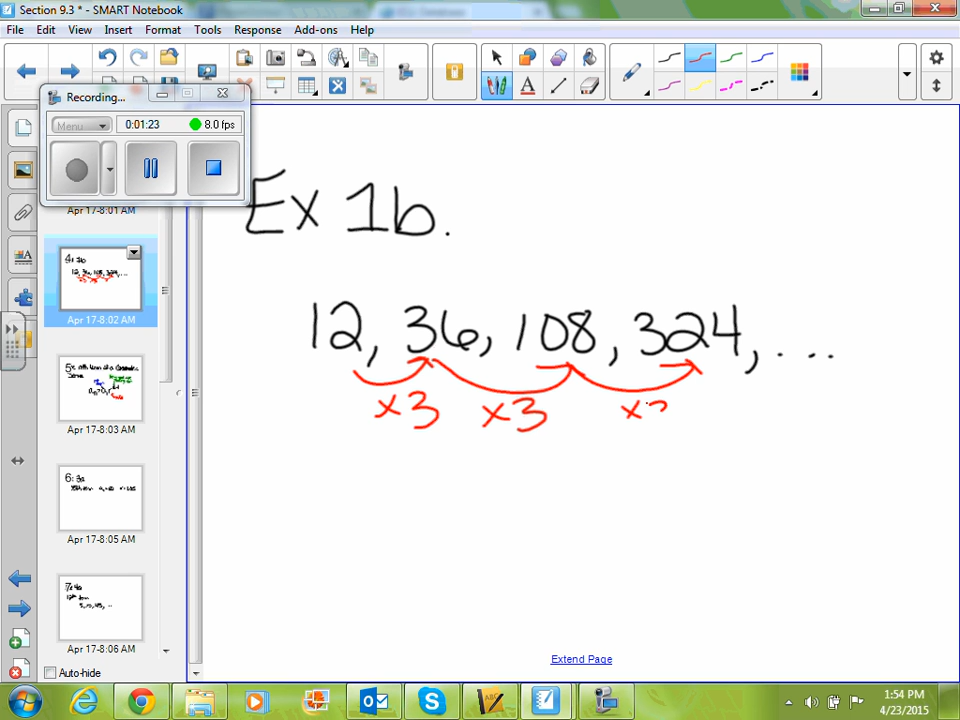 Section 9.3 * - SMART Notebook
File Edit View Insert Format Tools Response Add-ons Help
Recording...
Menu 0:01:23 8.0 fps
Apr 17-8:01 AM
Ex 1b.
12, 36, 108, 324, ...
x3 x3 x
Apr 17-8:02 AM
Apr 17-8:03 AM
Apr 17-8:05 AM
Apr 17-8:06 AM
Extend Page
Auto-hide
1:54 PM
4/23/2015